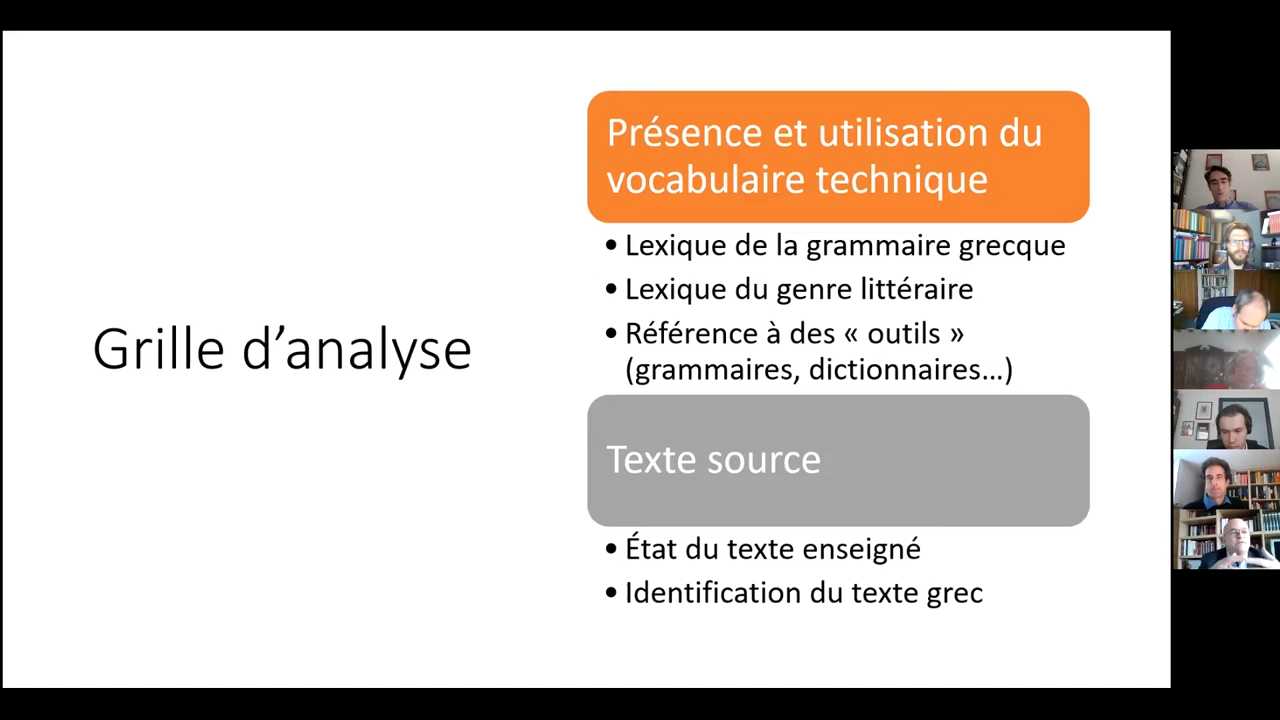 Grille d’analyse
Présence et utilisation du
vocabulaire technique
• Lexique de la grammaire grecque
• Lexique du genre littéraire
• Référence à des « outils »
(grammaires, dictionnaires…)
Texte source
• État du texte enseigné
• Identification du texte grec